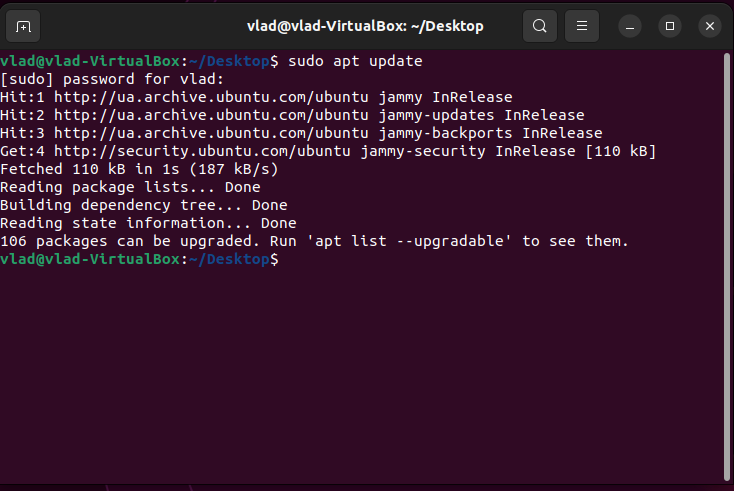 vlad@vlad-VirtualBox: ~/Desktop
vlad@vlad-VirtualBox:~/Desktop$ sudo apt update
[sudo] password for vlad:
Hit:1 http://ua.archive.ubuntu.com/ubuntu jammy InRelease
Hit:2 http://ua.archive.ubuntu.com/ubuntu jammy-updates InRelease
Hit:3 http://ua.archive.ubuntu.com/ubuntu jammy-backports InRelease
Get:4 http://security.ubuntu.com/ubuntu jammy-security InRelease [110 kB]
Fetched 110 kB in 1s (187 kB/s)
Reading package lists... Done
Building dependency tree... Done
Reading state information... Done
106 packages can be upgraded. Run 'apt list --upgradable' to see them.
vlad@vlad-VirtualBox:~/Desktop$